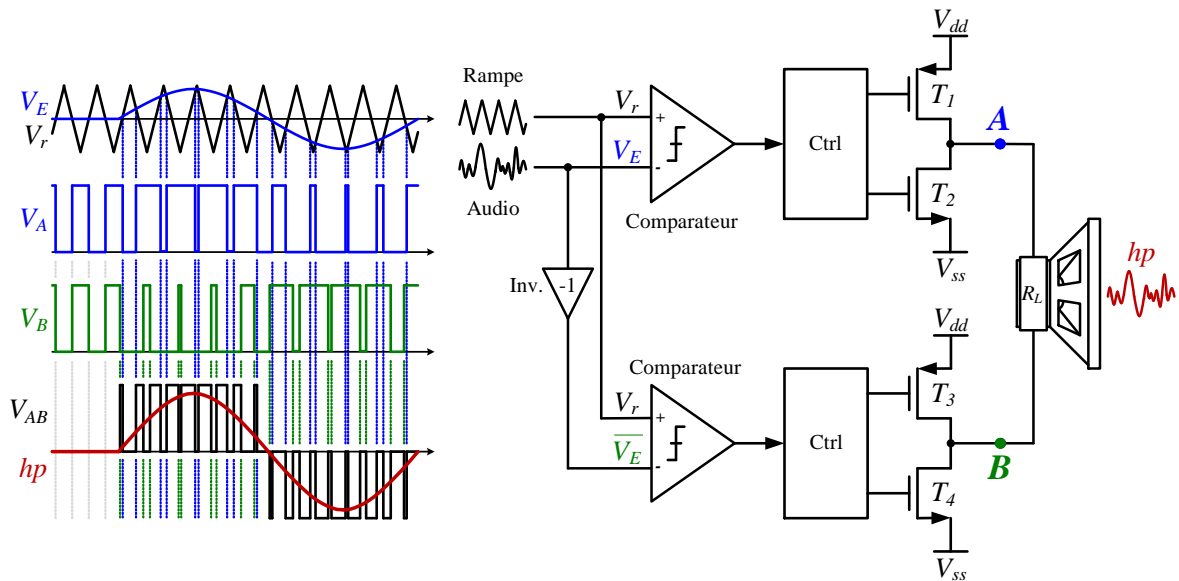 V_E
V_r
V_A
V_B
V_AB
hp
Rampe
Audio
V_r
V_E
+
-
Comparateur
Inv.
-1
Comparateur
V_r
V̅_E̅
+
-
Ctrl
Ctrl
V_dd
T_1
A
T_2
V_ss
V_dd
T_3
B
T_4
V_ss
R_L
hp